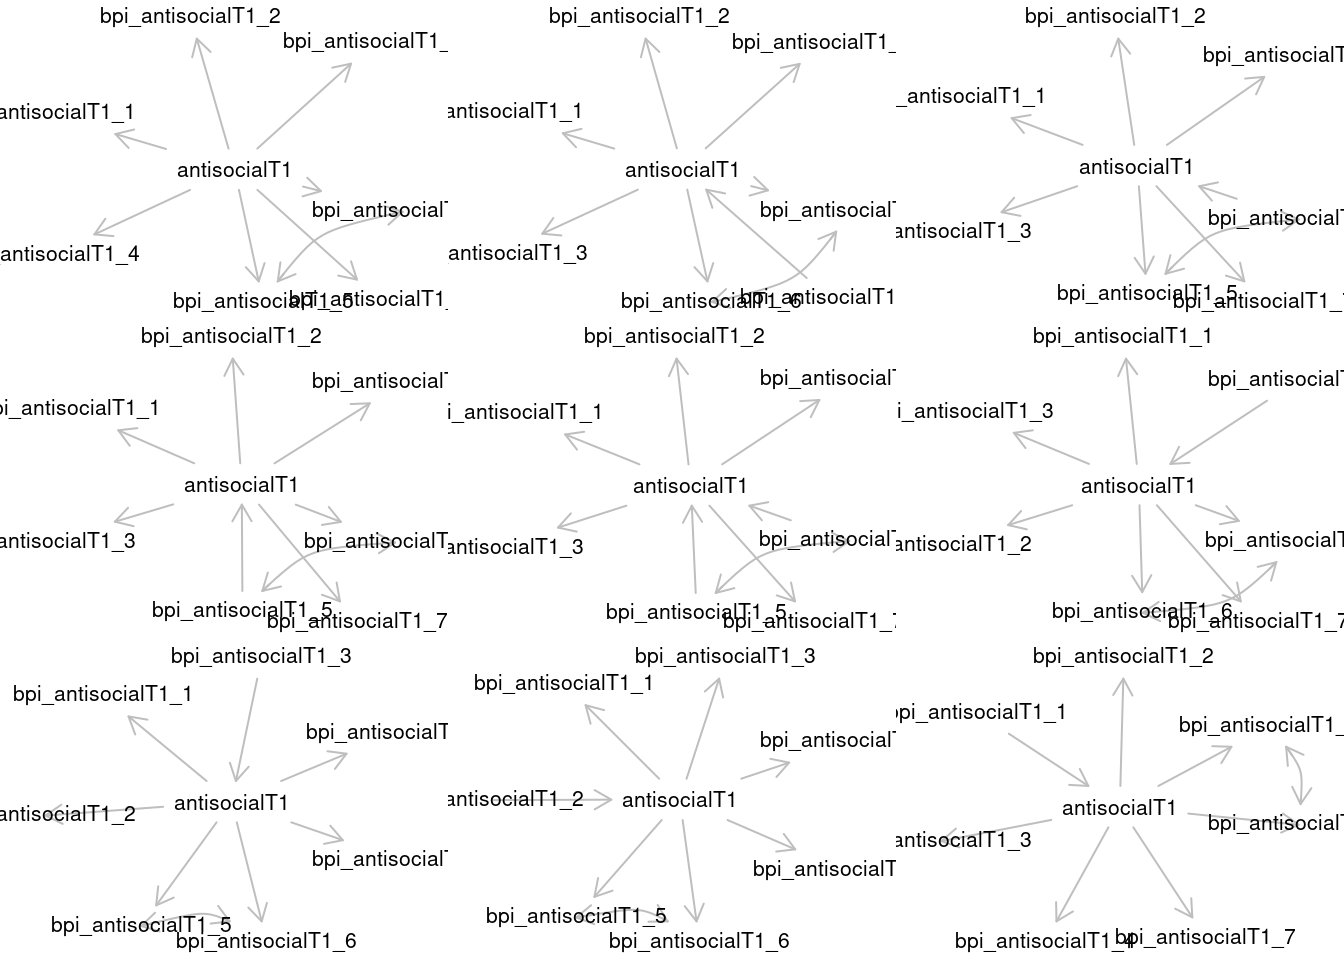 bpi_antisocialT1_2
bpi_antisocialT1_
antisocialT1_1
antisocialT1
bpi_antisocialT
antisocialT1_4
bpi_antisocialT1_5
bpi_antisocialT1_
bpi_antisocialT1_2
bpi_antisocialT1_
antisocialT1_1
antisocialT1
bpi_antisocialT
antisocialT1_3
bpi_antisocialT1_6
bpi_antisocialT1
bpi_antisocialT1_2
bpi_antisocialT
_antisocialT1_1
antisocialT1
bpi_antisocialT
antisocialT1_3
bpi_antisocialT1_5
bpi_antisocialT1_
bpi_antisocialT1_2
bpi_antisocialT
pi_antisocialT1_1
antisocialT1
antisocialT1_3
bpi_antisocialT
bpi_antisocialT1_5
bpi_antisocialT1_7
bpi_antisocialT1_2
bpi_antisocialT
i_antisocialT1_1
antisocialT1
bpi_antisocialT
antisocialT1_3
bpi_antisocialT1_5
bpi_antisocialT1_7
bpi_antisocialT1_1
bpi_antisocialT
i_antisocialT1_3
antisocialT1
bpi_antisocialT
antisocialT1_2
bpi_antisocialT1_6
bpi_antisocialT1_7
bpi_antisocialT1_3
bpi_antisocialT1_1
bpi_antisocialT
antisocialT1
antisocialT1_2
bpi_antisocialT
bpi_antisocialT1_5
bpi_antisocialT1_6
bpi_antisocialT1_3
bpi_antisocialT1_1
bpi_antisocialT
antisocialT1_2
antisocialT1
bpi_antisocialT
bpi_antisocialT1_5
bpi_antisocialT1_6
bpi_antisocialT1_2
bpi_antisocialT1_1
bpi_antisocialT1_
antisocialT1
bpi_antisocialT
antisocialT1_3
bpi_antisocialT1_4
bpi_antisocialT1_7